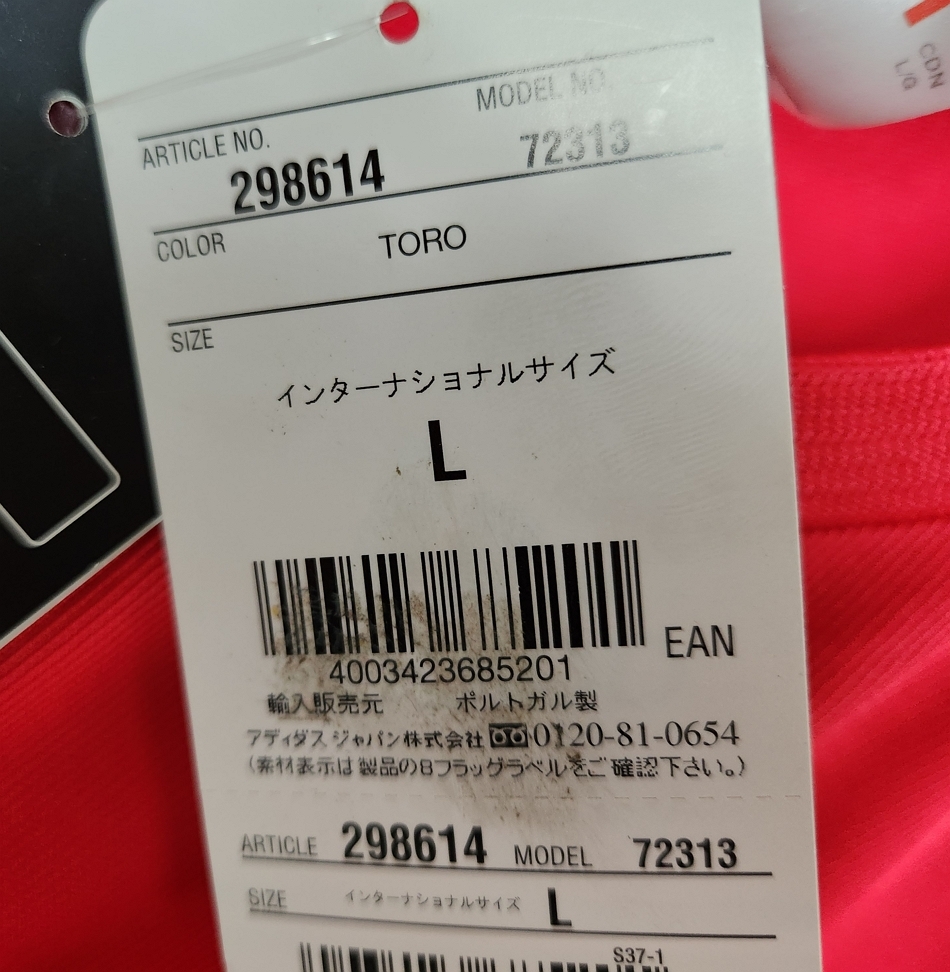 CDN
L/G
ARTICLE NO. MODEL NO.
298614 72313
COLOR TORO
SIZE
インターナショナルサイズ
L
EAN
4003423685201
輸入販売元 ポルトガル製
アディダス ジャパン株式会社 0120-81-0654
(素材表示は製品の8フラッグラベルをご確認下さい。)
ARTICLE 298614 MODEL 72313
SIZE インターナショナルサイズ L
S37-1